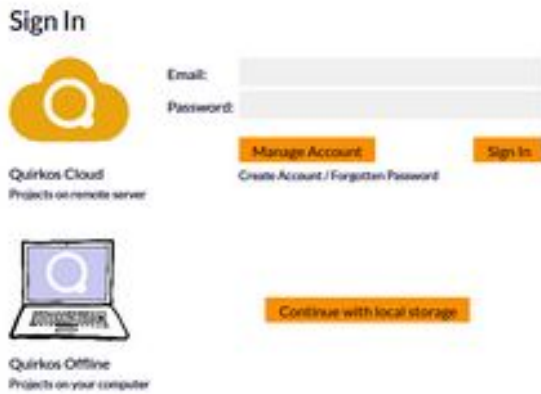 Sign In
Email:
Password:
Manage Account
Sign In
Quirkos Cloud
Create Account / Forgotten Password
Projects on remote server
Continue with local storage
Quirkos Offline
Projects on your computer